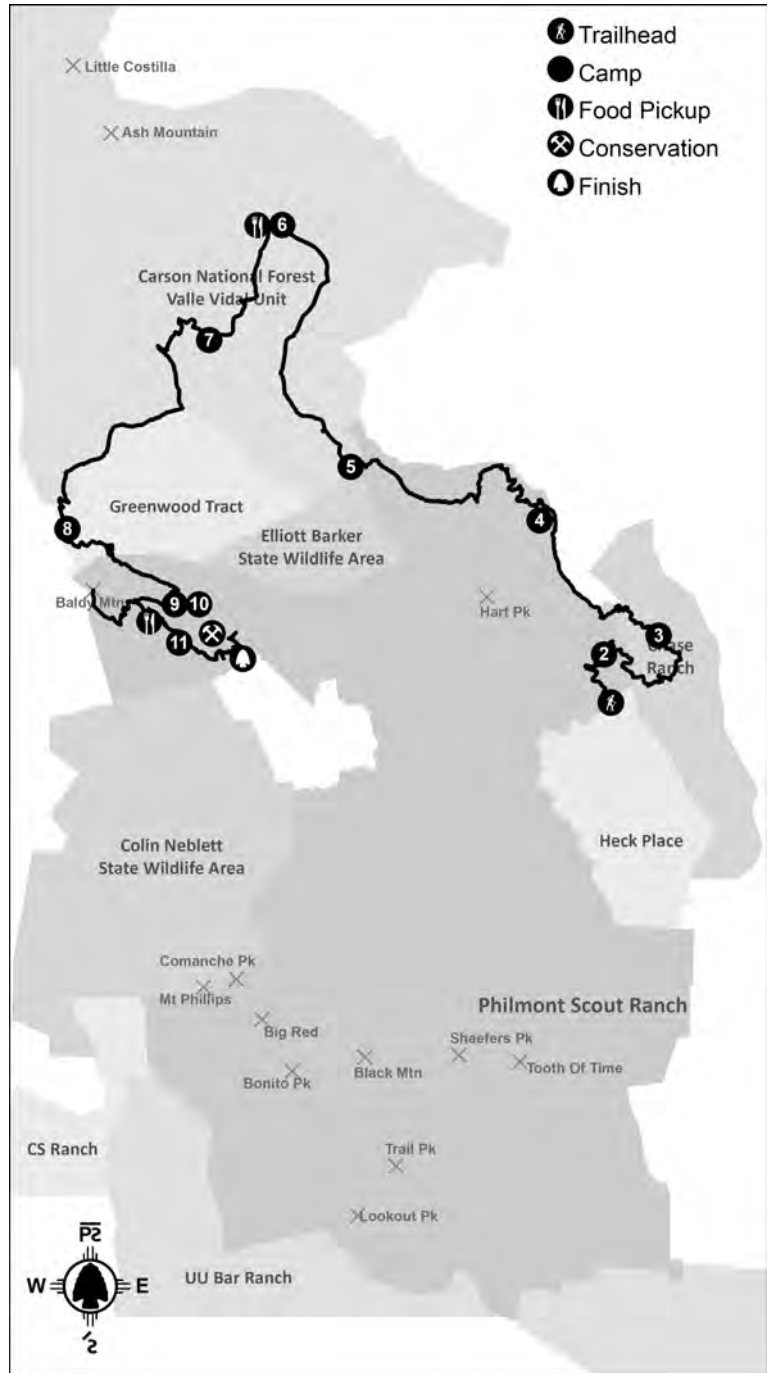 Trailhead
Camp
Food Pickup
Conservation
Finish
Little Costilla
Ash Mountain
6
Carson National Forest
Valle Vidal Unit
7
5
Greenwood Tract
8
4
Elliott Barker
State Wildlife Area
Baldy Mtn
9
10
Hart Pk
11
3
2
Chase
Ranch
Colin Neblett
State Wildlife Area
Heck Place
Comanche Pk
Mt Phillips
Philmont Scout Ranch
Big Red
Shaefers Pk
Bonito Pk
Black Mtn
Tooth Of Time
CS Ranch
Trail Pk
Lookout Pk
UU Bar Ranch
W
E